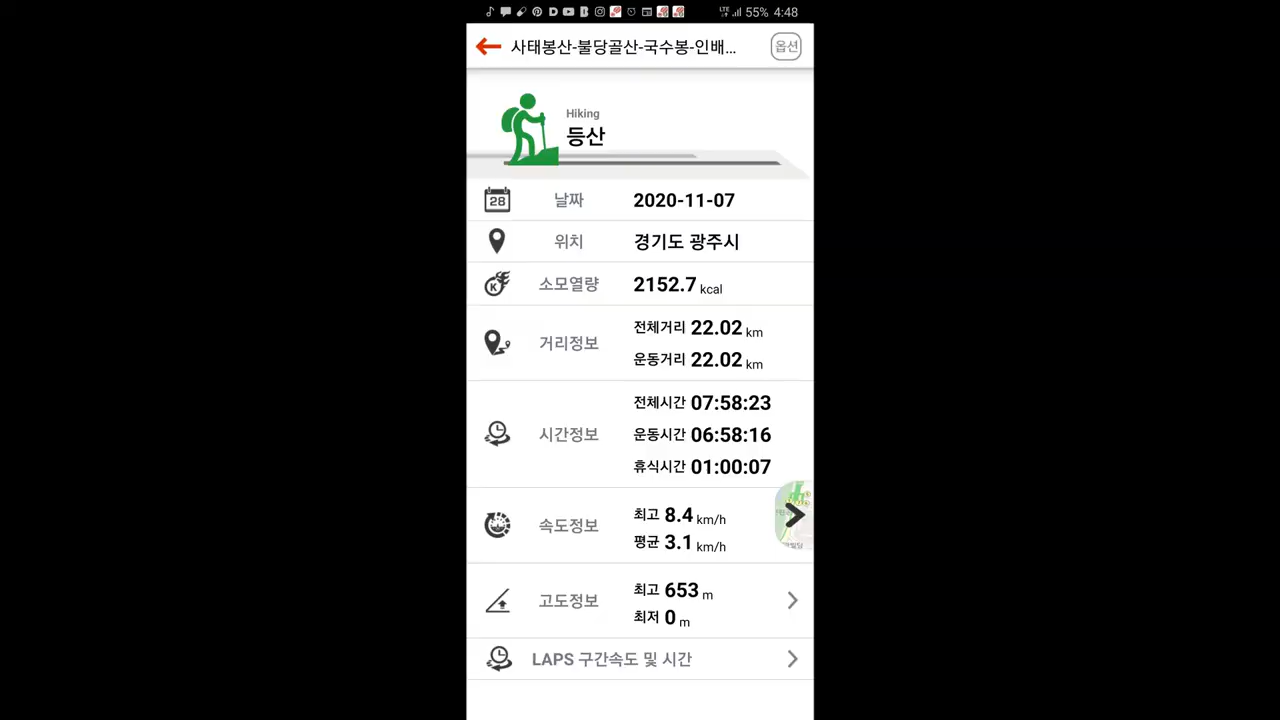 LTE 55% 4:48
사태봉산-불당골산-국수봉-인배...
옵션
Hiking
등산
28 날짜 2020-11-07
위치 경기도 광주시
K 소모열량 2152.7 kcal
전체거리 22.02 km
거리정보
운동거리 22.02 km
전체시간 07:58:23
시간정보 운동시간 06:58:16
휴식시간 01:00:07
최고 8.4 km/h
속도정보
평균 3.1 km/h
최고 653 m
고도정보
최저 0 m
LAPS 구간속도 및 시간